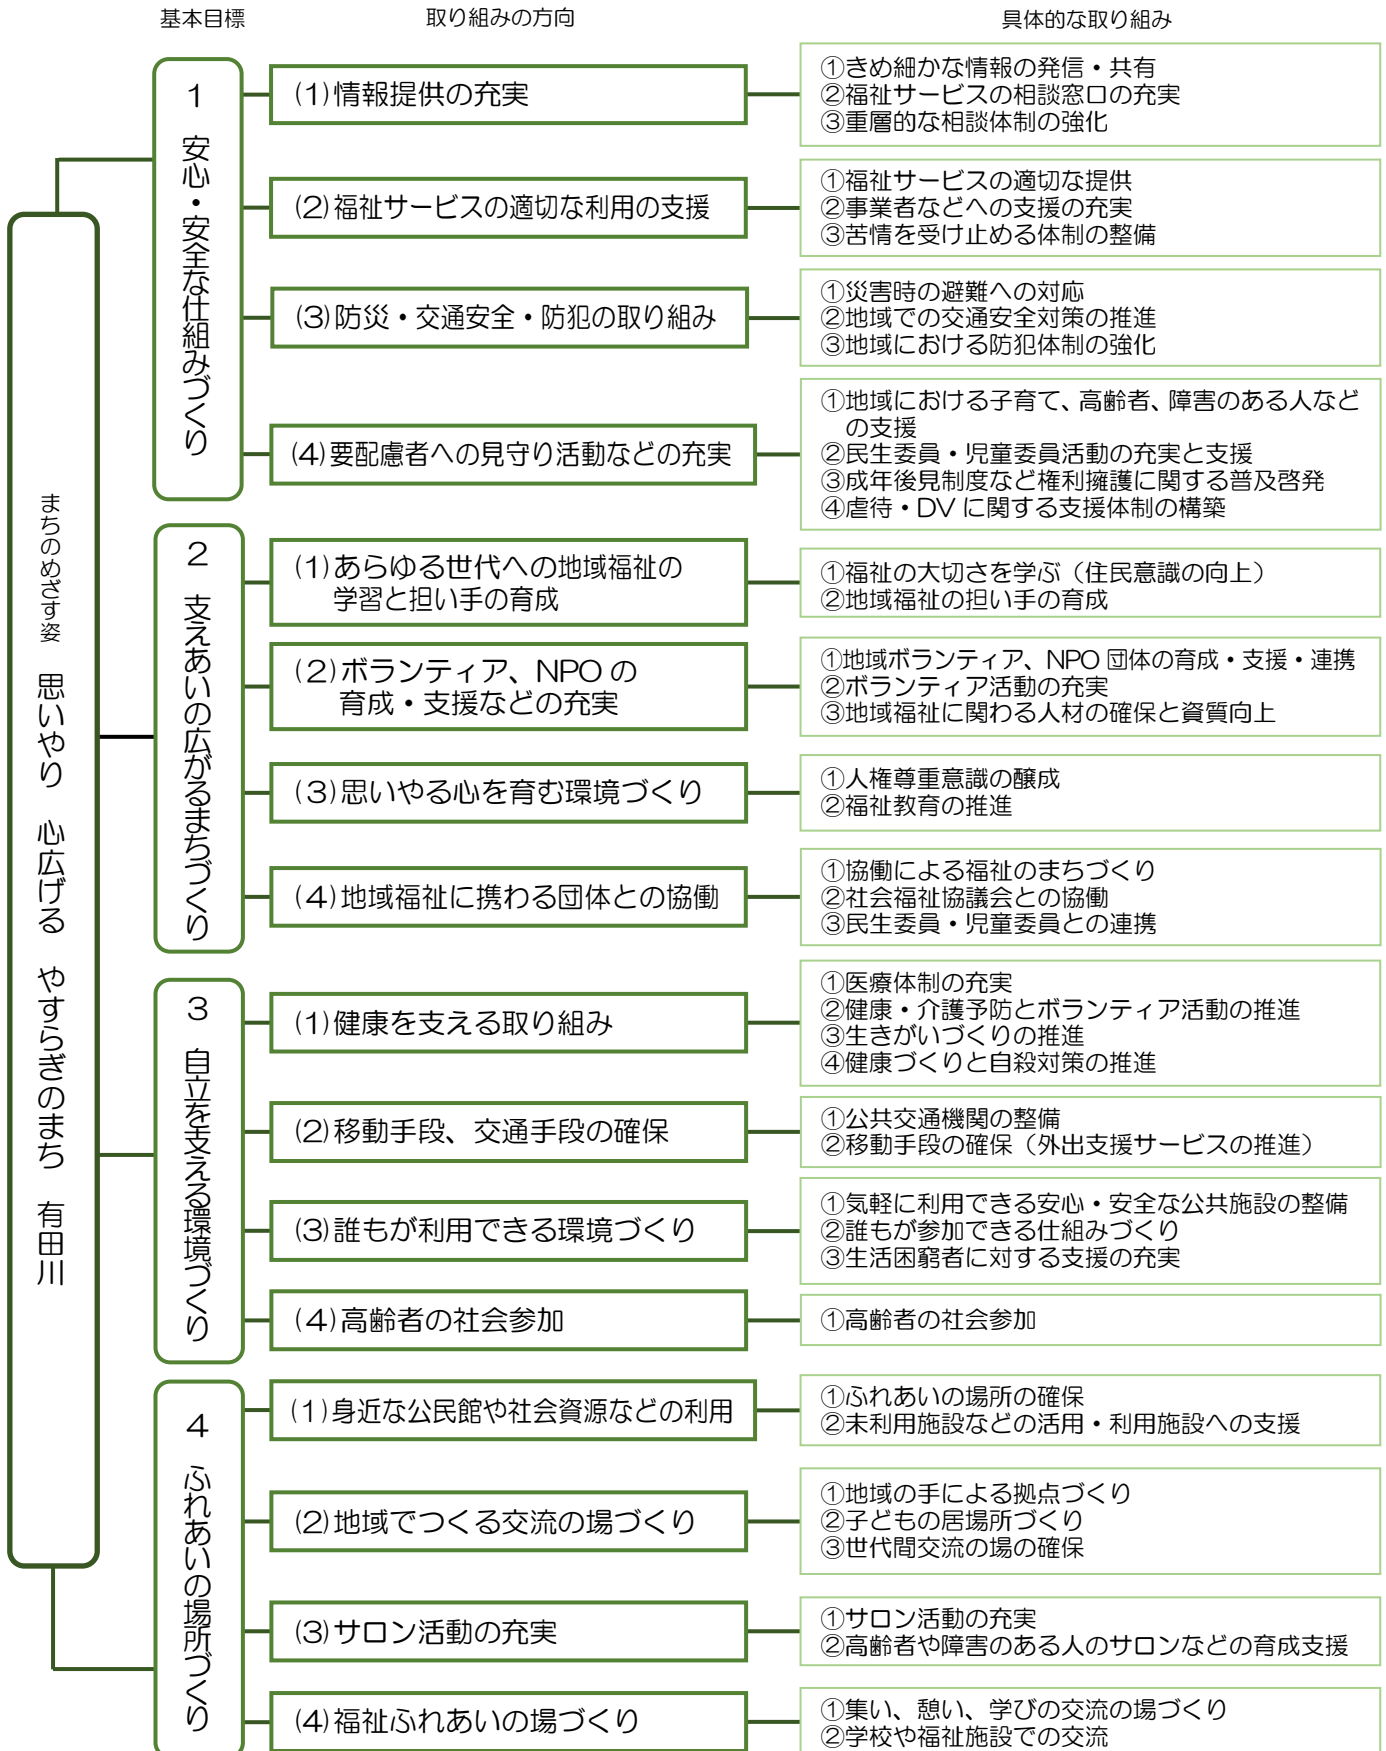 基本目標
取り組みの方向
具体的な取り組み
まちのめざす姿　思いやり　心広げる　やすらぎのまち　有田川
1　安心・安全な仕組みづくり
(1)情報提供の充実
①きめ細かな情報の発信・共有
②福祉サービスの相談窓口の充実
③重層的な相談体制の強化
(2)福祉サービスの適切な利用の支援
①福祉サービスの適切な提供
②事業者などへの支援の充実
③苦情を受け止める体制の整備
(3)防災・交通安全・防犯の取り組み
①災害時の避難への対応
②地域での交通安全対策の推進
③地域における防犯体制の強化
(4)要配慮者への見守り活動などの充実
①地域における子育て、高齢者、障害のある人など
の支援
②民生委員・児童委員活動の充実と支援
③成年後見制度など権利擁護に関する普及啓発
④虐待・DVに関する支援体制の構築
2　支えあいの広がるまちづくり
(1)あらゆる世代への地域福祉の
学習と担い手の育成
①福祉の大切さを学ぶ（住民意識の向上）
②地域福祉の担い手の育成
(2)ボランティア、NPOの
育成・支援などの充実
①地域ボランティア、NPO団体の育成・支援・連携
②ボランティア活動の充実
③地域福祉に関わる人材の確保と資質向上
(3)思いやる心を育む環境づくり
①人権尊重意識の醸成
②福祉教育の推進
(4)地域福祉に携わる団体との協働
①協働による福祉のまちづくり
②社会福祉協議会との協働
③民生委員・児童委員との連携
3　自立を支える環境づくり
(1)健康を支える取り組み
①医療体制の充実
②健康・介護予防とボランティア活動の推進
③生きがいづくりの推進
④健康づくりと自殺対策の推進
(2)移動手段、交通手段の確保
①公共交通機関の整備
②移動手段の確保（外出支援サービスの推進）
(3)誰もが利用できる環境づくり
①気軽に利用できる安心・安全な公共施設の整備
②誰もが参加できる仕組みづくり
③生活困窮者に対する支援の充実
(4)高齢者の社会参加
①高齢者の社会参加
4　ふれあいの場所づくり
(1)身近な公民館や社会資源などの利用
①ふれあいの場所の確保
②未利用施設などの活用・利用施設への支援
(2)地域でつくる交流の場づくり
①地域の手による拠点づくり
②子どもの居場所づくり
③世代間交流の場の確保
(3)サロン活動の充実
①サロン活動の充実
②高齢者や障害のある人のサロンなどの育成支援
(4)福祉ふれあいの場づくり
①集い、憩い、学びの交流の場づくり
②学校や福祉施設での交流